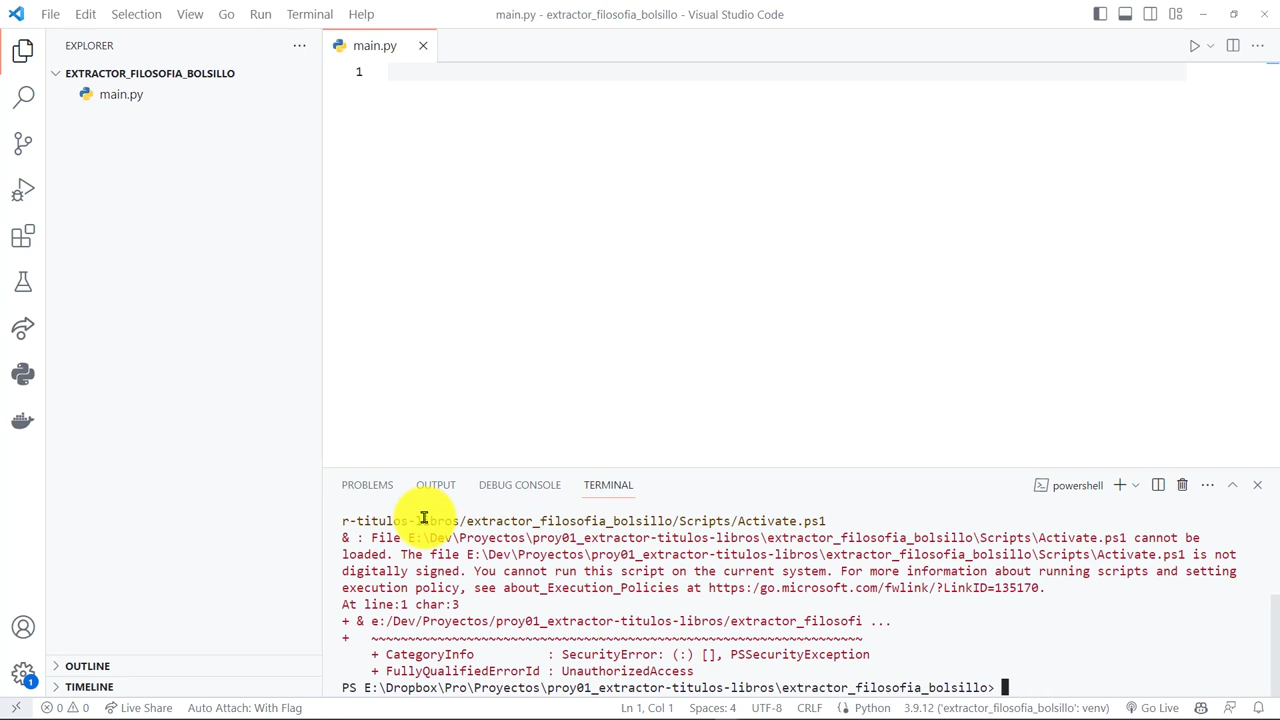 File Edit Selection View Go Run Terminal Help
main.py - extractor_filosofia_bolsillo - Visual Studio Code
EXPLORER
main.py
EXTRACTOR_FILOSOFIA_BOLSILLO
main.py
1
PROBLEMS OUTPUT DEBUG CONSOLE TERMINAL
powershell
r-titulos-libros/extractor_filosofia_bolsillo/Scripts/Activate.ps1
& : File E:\Dev\Proyectos\proy01_extractor-titulos-libros\extractor_filosofia_bolsillo\Scripts\Activate.ps1 cannot be
loaded. The file E:\Dev\Proyectos\proy01_extractor-titulos-libros\extractor_filosofia_bolsillo\Scripts\Activate.ps1 is not
digitally signed. You cannot run this script on the current system. For more information about running scripts and setting
execution policy, see about_Execution_Policies at https:/go.microsoft.com/fwlink/?LinkID=135170.
At line:1 char:3
+ & e:/Dev/Proyectos/proy01_extractor-titulos-libros/extractor_filosofi ...
+ ~~~~~~~~~~~~~~~~~~~~~~~~~~~~~~~~~~~~~~~~~~~~~~~~~~~~~~~~~~~~~~~~~~~
+ CategoryInfo : SecurityError: (:) [], PSSecurityException
+ FullyQualifiedErrorId : UnauthorizedAccess
PS E:\Dropbox\Pro\Proyectos\proy01_extractor-titulos-libros\extractor_filosofia_bolsillo>
OUTLINE
TIMELINE
1
0 0 Live Share Auto Attach: With Flag
Ln 1, Col 1 Spaces: 4 UTF-8 CRLF Python 3.9.12 ('extractor_filosofia_bolsillo': venv) Go Live